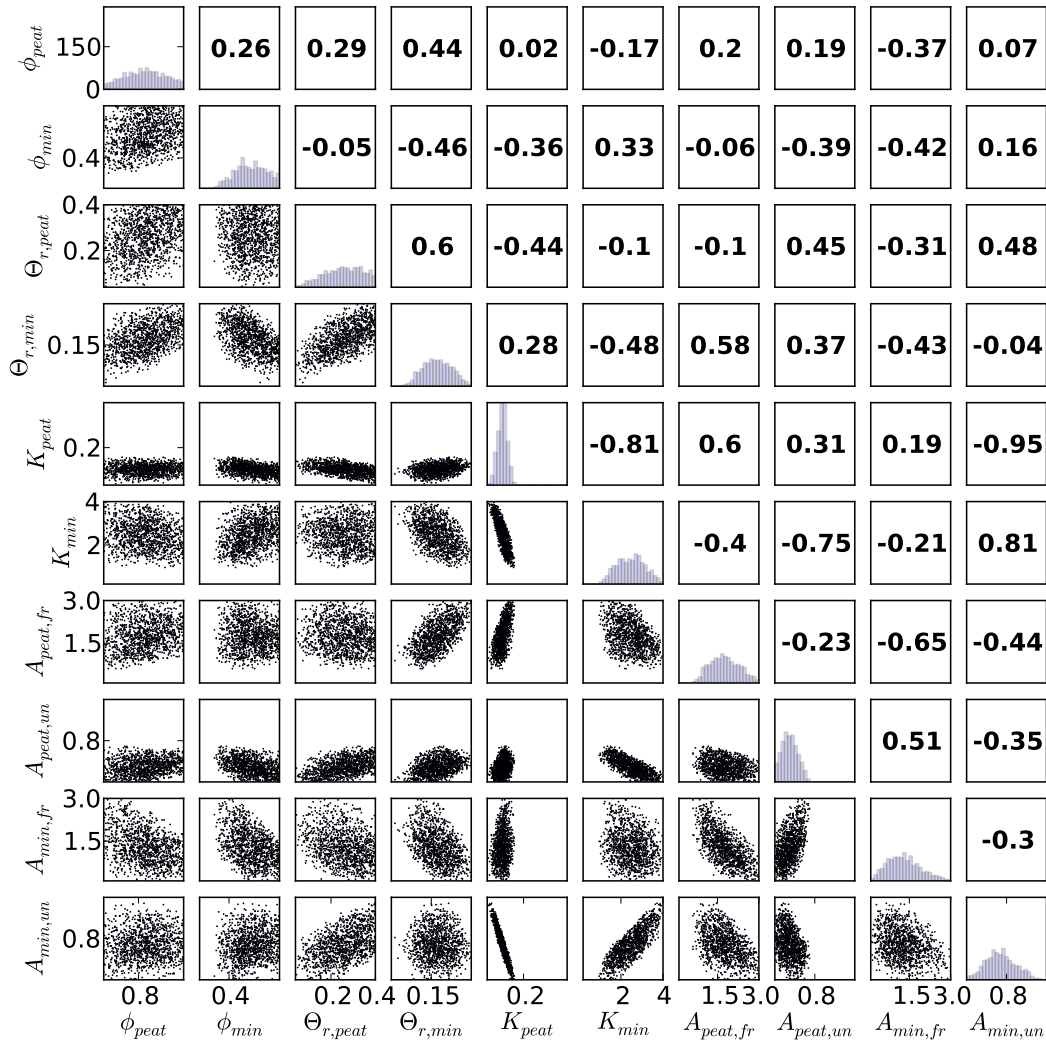 ϕ_peat 150 0 0.26 0.29 0.44 0.02 -0.17 0.2 0.19 -0.37 0.07
ϕ_min 0.4 -0.05 -0.46 -0.36 0.33 -0.06 -0.39 -0.42 0.16
Θ_r,peat 0.4 0.2 0.6 -0.44 -0.1 -0.1 0.45 -0.31 0.48
Θ_r,min 0.15 0.28 -0.48 0.58 0.37 -0.43 -0.04
K_peat 0.2 -0.81 0.6 0.31 0.19 -0.95
K_min 4 2 -0.4 -0.75 -0.21 0.81
A_peat,fr 3.0 1.5 -0.23 -0.65 -0.44
A_peat,un 0.8 0.51 -0.35
A_min,fr 3.0 1.5 -0.3
A_min,un 0.8
0.8 0.4 0.2 0.4 0.15 0.2 2 4 1.5 3.0 0.8 1.5 3.0 0.8
ϕ_peat ϕ_min Θ_r,peat Θ_r,min K_peat K_min A_peat,fr A_peat,un A_min,fr A_min,un